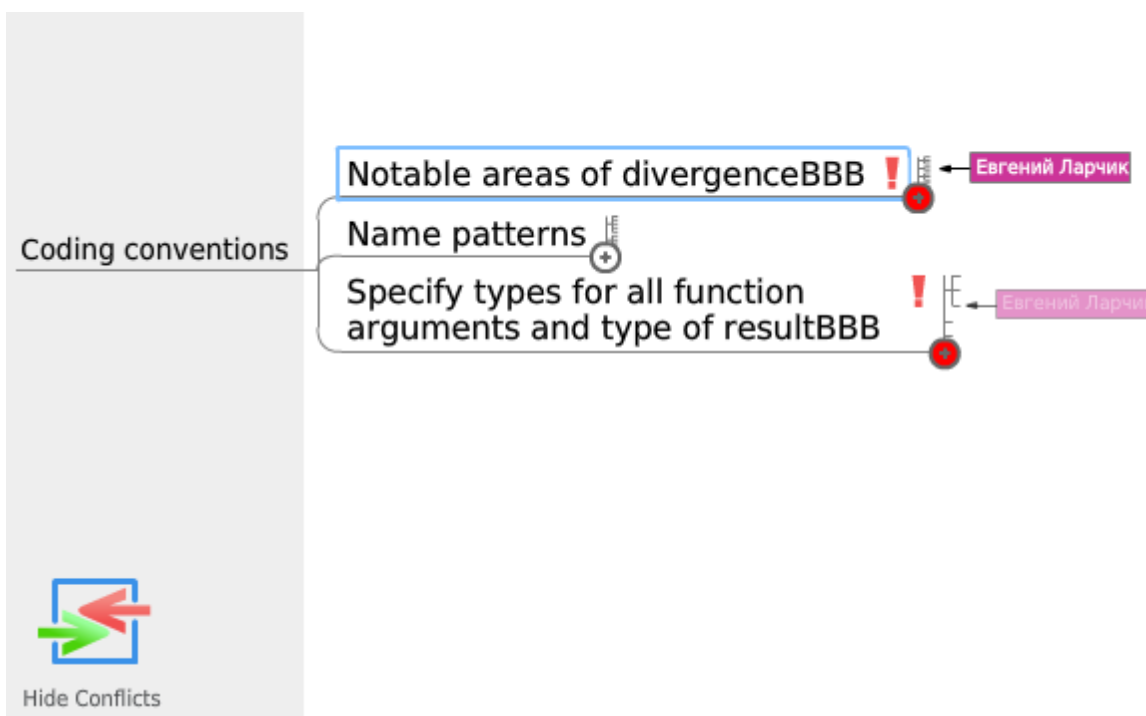 Notable areas of divergenceBBB
Евгений Ларчик
Name patterns
Coding conventions
Specify types for all function
arguments and type of resultBBB
Евгений Ларчи
Hide Conflicts